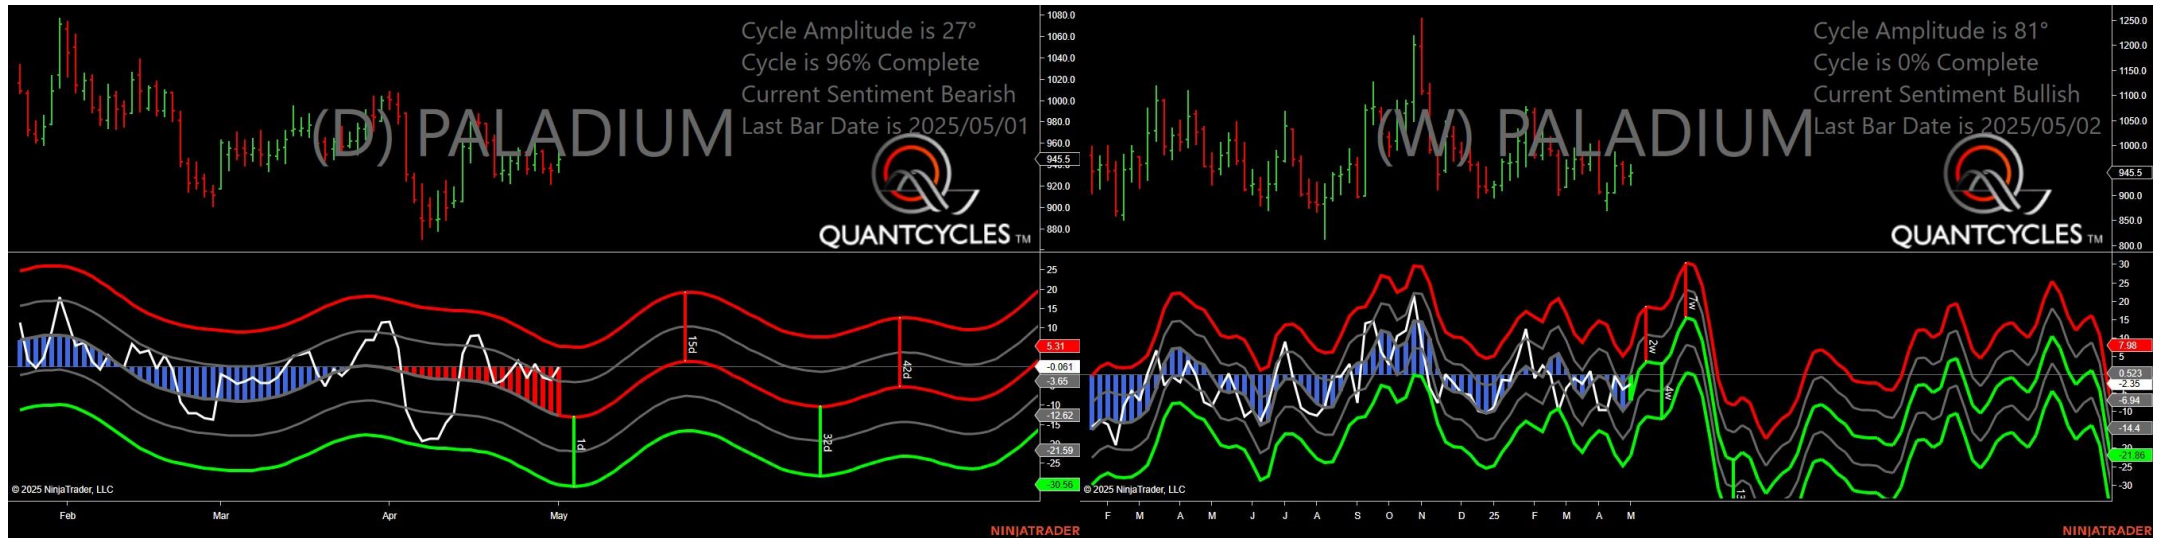 Cycle Amplitude is 27°
Cycle is 96% Complete
Current Sentiment Bearish
Last Bar Date is 2025/05/01
(D) PALADIUM
QUANTCYCLES TM
1080.0
1060.0
1040.0
1020.0
1000.0
980.0
960.0
945.5
920.0
900.0
880.0
25
20
15
10
5.31
-0.061
-3.65
-10
-12.62
-15
-21.59
-25
-30.56
15d
42d
1d
32d
© 2025 NinjaTrader, LLC
Feb
Mar
Apr
May
NINJATRADER
Cycle Amplitude is 81°
Cycle is 0% Complete
Current Sentiment Bullish
Last Bar Date is 2025/05/02
(W) PALADIUM
QUANTCYCLES TM
1250.0
1200.0
1150.0
1100.0
1050.0
1000.0
945.5
900.0
850.0
800.0
30
25
20
15
7.98
5
0.523
-2.35
-6.94
-10
-14.4
-21.86
-25
-30
7w
2w
4w
13
© 2025 NinjaTrader, LLC
F
M
A
M
J
J
A
S
O
N
D
25
F
M
A
M
NINJATRADER